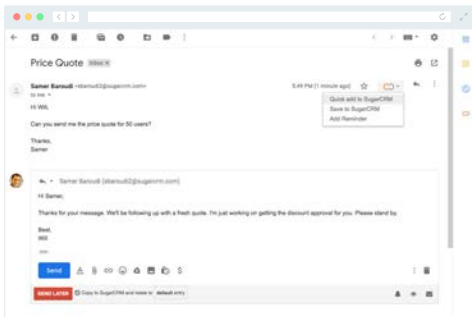 Price Quote Inbox x
Samer Baroudi <sbaroudi2@sugarcrm.com>
5:49 PM (1 minute ago)
to me
Quick add to SugarCRM
Save to SugarCRM
Add Reminder
Hi Will,
Can you send me the price quote for 50 users?
Thanks,
Samer
Samer Baroudi (sbaroudi2@sugarcrm.com)
Hi Samer,
Thanks for your message. We'll be following up with a fresh quote. I'm just working on getting the discount approval for you. Please stand by.
Best,
Will
Send
SEND LATER Copy to SugarCRM and relate to default entry